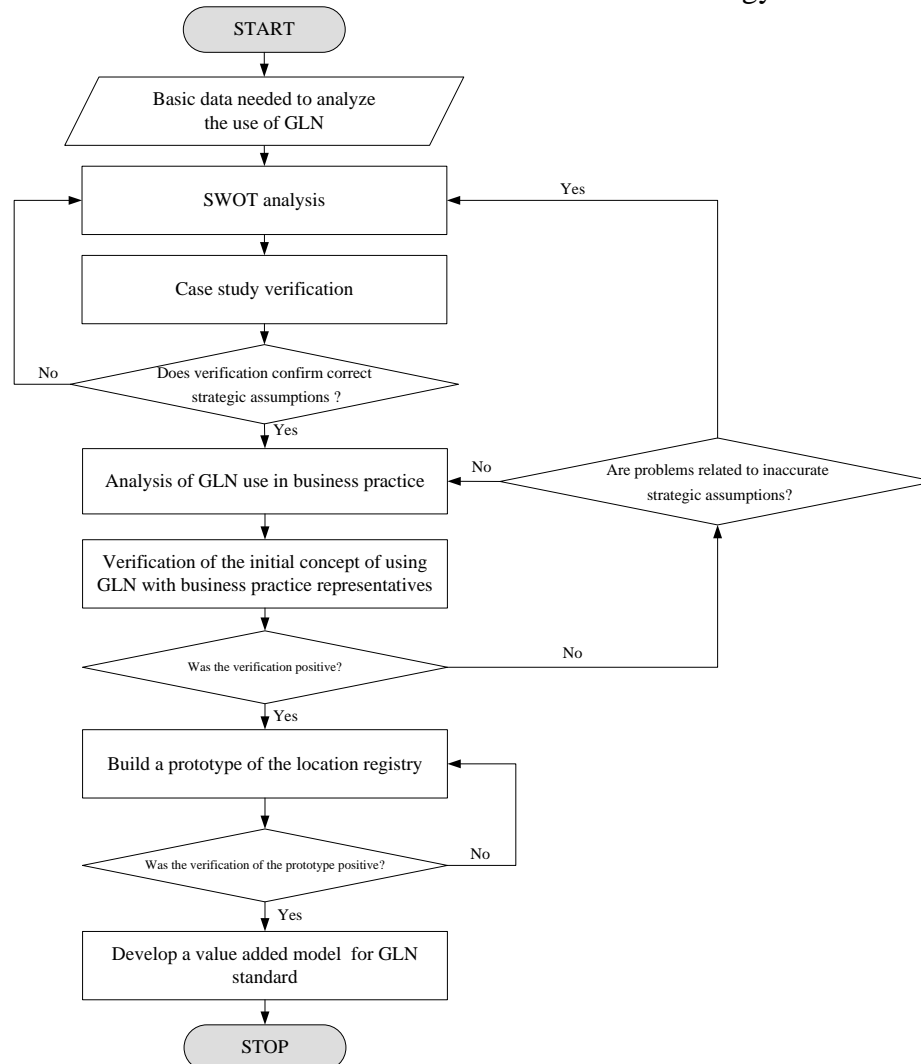 gy
START
Basic data needed to analyze
the use of GLN
SWOT analysis
Yes
Case study verification
No
Does verification confirm correct
strategic assumptions ?
Yes
Analysis of GLN use in business practice
No
Are problems related to inaccurate
strategic assumptions?
Verification of the initial concept of using
GLN with business practice representatives
Was the verification positive?
No
Yes
Build a prototype of the location registry
Was the verification of the prototype positive?
No
Yes
Develop a value added model for GLN
standard
STOP